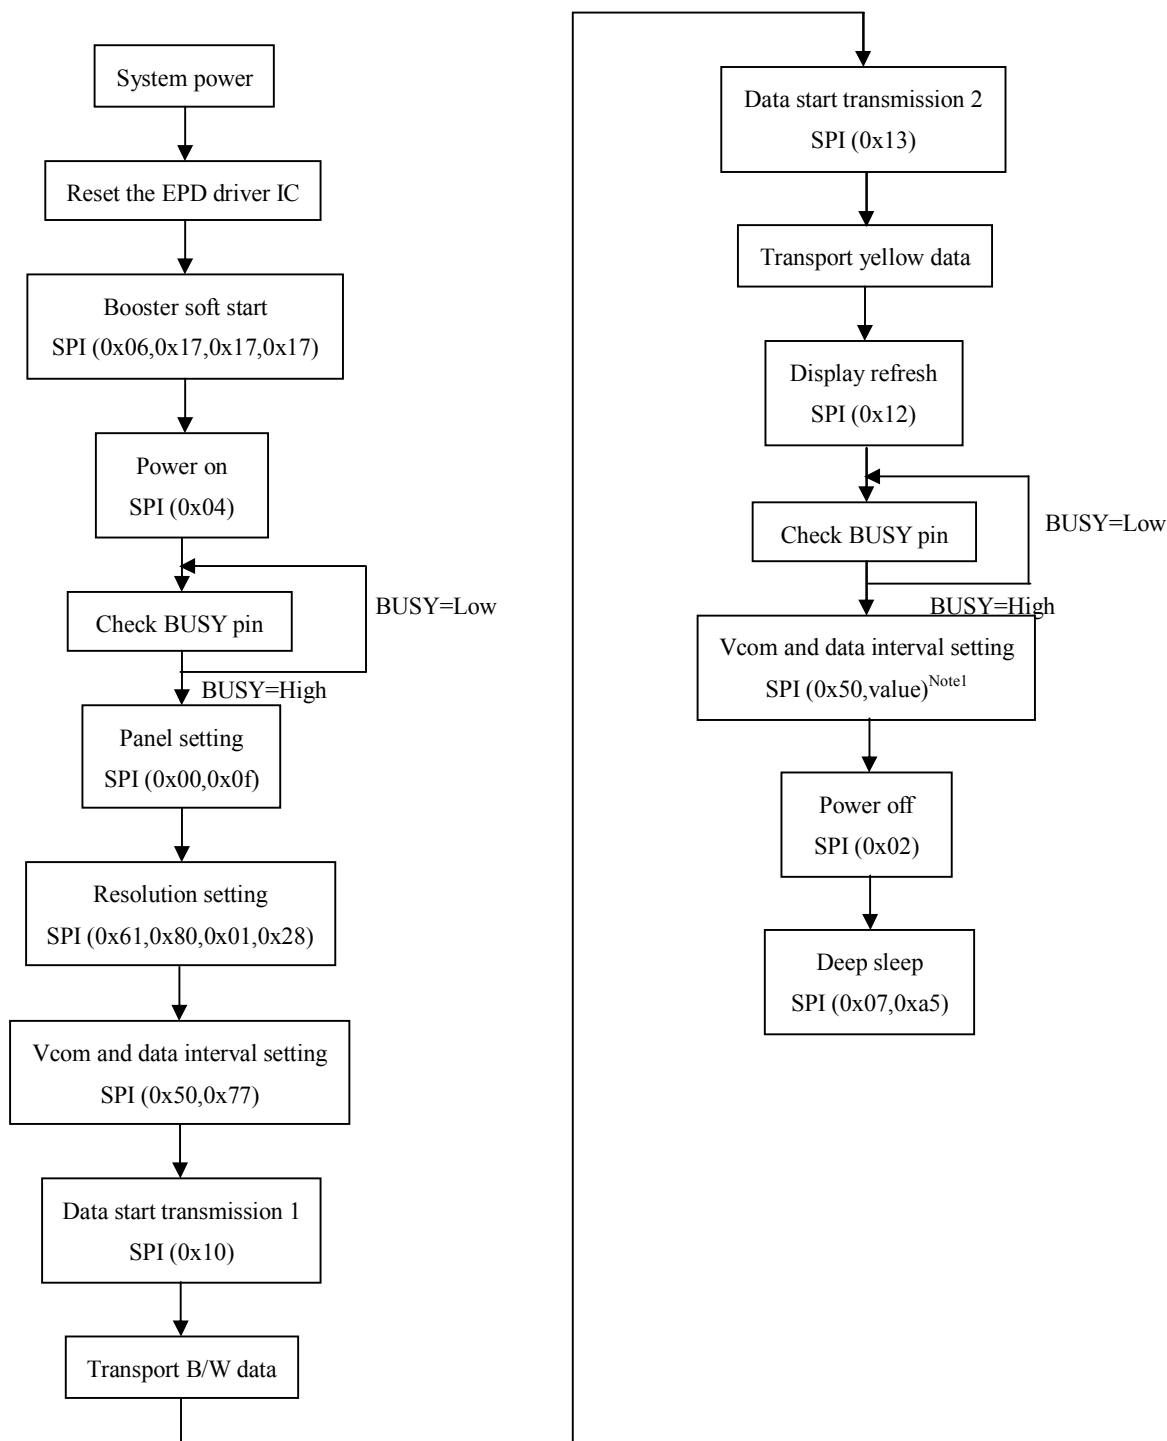 System power
Reset the EPD driver IC
Booster soft start
SPI (0x06,0x17,0x17,0x17)
Power on
SPI (0x04)
BUSY=Low
Check BUSY pin
BUSY=High
Panel setting
SPI (0x00,0x0f)
Resolution setting
SPI (0x61,0x80,0x01,0x28)
Vcom and data interval setting
SPI (0x50,0x77)
Data start transmission 1
SPI (0x10)
Transport B/W data
Data start transmission 2
SPI (0x13)
Transport yellow data
Display refresh
SPI (0x12)
BUSY=Low
Check BUSY pin
BUSY=High
Vcom and data interval setting
SPI (0x50,value)Note1
Power off
SPI (0x02)
Deep sleep
SPI (0x07,0xa5)